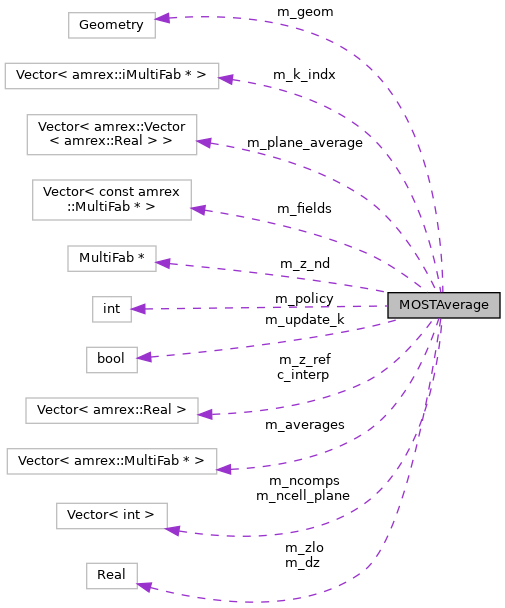 m_geom
Geometry
Vector< amrex::iMultiFab * >
m_k_indx
Vector< amrex::Vector
< amrex::Real > >
m_plane_average
Vector< const amrex
::MultiFab * >
m_fields
MultiFab *
m_z_nd
int
m_policy
MOSTAverage
m_update_k
bool
m_z_ref
c_interp
Vector< amrex::Real >
m_averages
Vector< amrex::MultiFab * >
m_ncomps
m_ncell_plane
Vector< int >
m_zlo
m_dz
Real